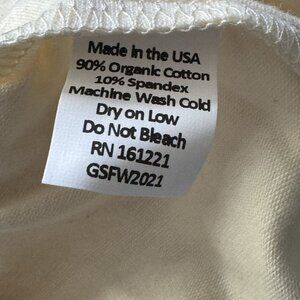 Made in the USA
90% Organic Cotton
10% Spandex
Machine Wash Cold
Dry on Low
Do Not Bleach
RN 161221
GSFW2021